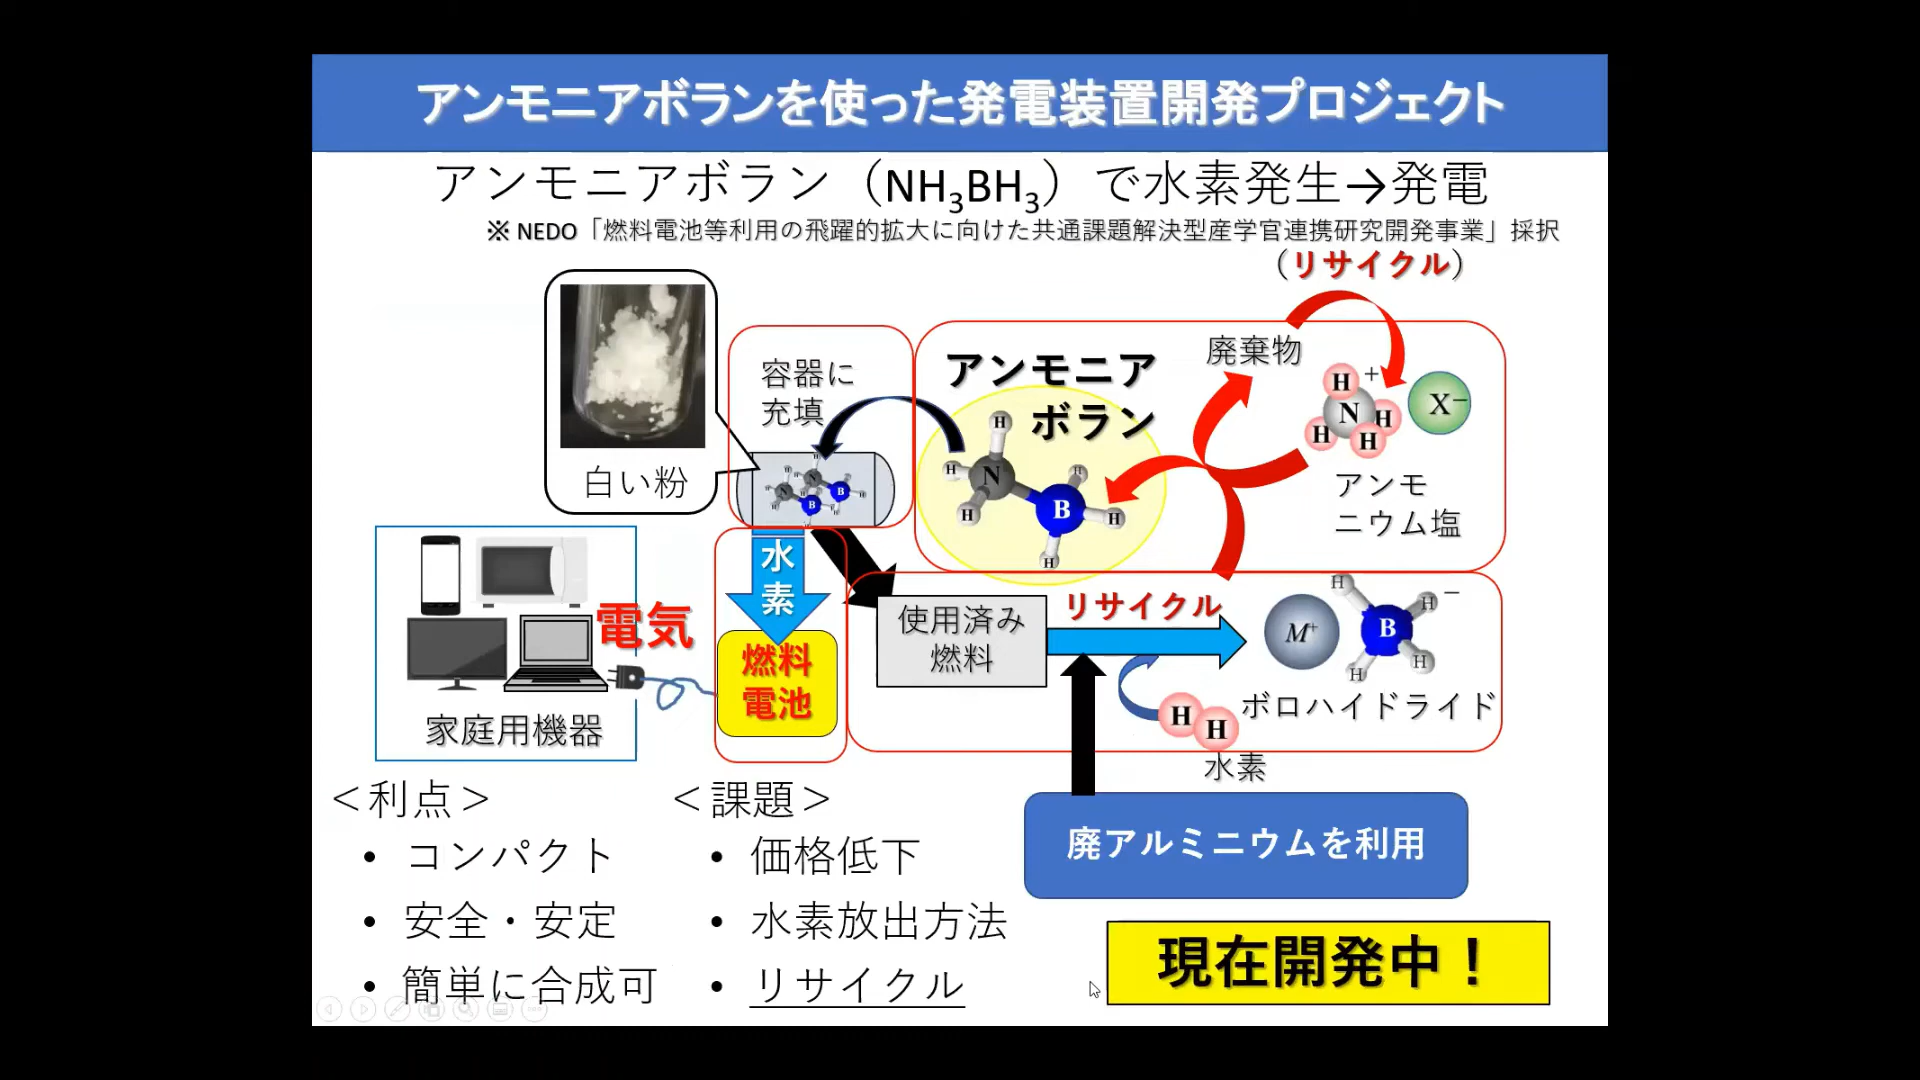 アンモニアボランを使った発電装置開発プロジェクト
アンモニアボラン（NH₃BH₃）で水素発生→発電
※ NEDO「燃料電池等利用の飛躍的拡大に向けた共通課題解決型産学官連携研究開発事業」採択
（リサイクル）
白い粉
容器に
充填
アンモニア
ボラン
N
B
H
H
H
H
H
H
廃棄物
H
+
N
H
H
H
X⁻
アンモ
ニウム塩
水
素
燃料
電池
電気
家庭用機器
使用済み
燃料
リサイクル
M⁺
H
H
B
H
H
−
ボロハイドライド
H
H
水素
廃アルミニウムを利用
＜利点＞
• コンパクト
• 安全・安定
• 簡単に合成可
＜課題＞
• 価格低下
• 水素放出方法
• リサイクル
現在開発中！